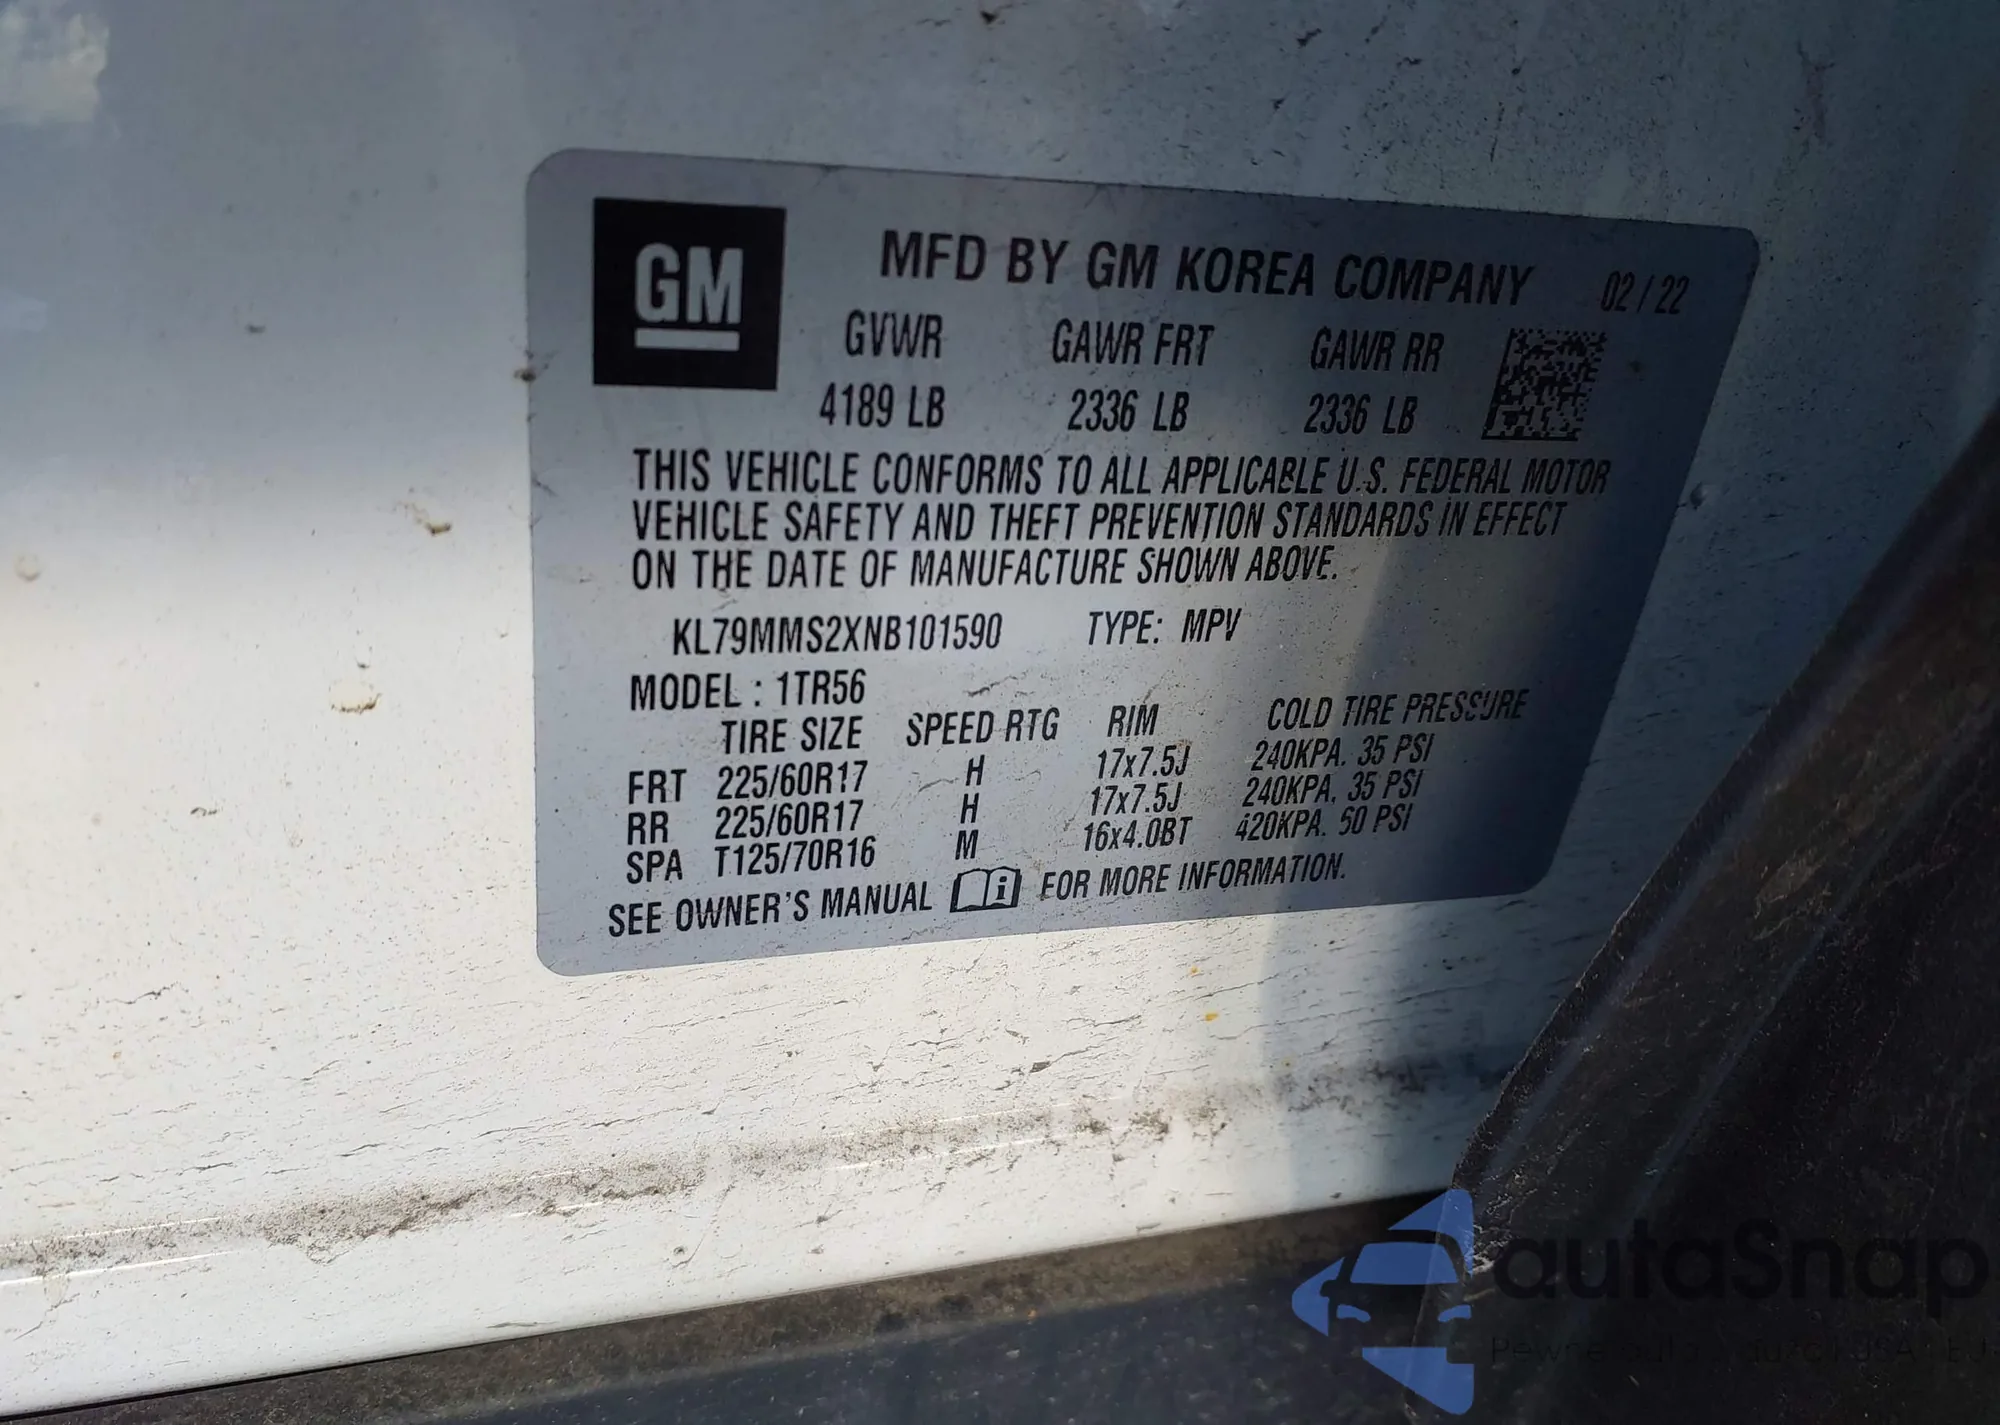 GM
MFD BY GM KOREA COMPANY 02 / 22
GVWR GAWR FRT GAWR RR
4189 LB 2336 LB 2336 LB
THIS VEHICLE CONFORMS TO ALL APPLICABLE U.S. FEDERAL MOTOR
VEHICLE SAFETY AND THEFT PREVENTION STANDARDS IN EFFECT
ON THE DATE OF MANUFACTURE SHOWN ABOVE.
KL79MMS2XNB101590 TYPE: MPV
MODEL : 1TR56
TIRE SIZE SPEED RTG RIM COLD TIRE PRESSURE
FRT 225/60R17 H 17x7.5J 240KPA. 35 PSI
RR 225/60R17 H 17x7.5J 240KPA. 35 PSI
SPA T125/70R16 M 16x4.0BT 420KPA. 60 PSI
SEE OWNER'S MANUAL i FOR MORE INFORMATION.
autaSnap